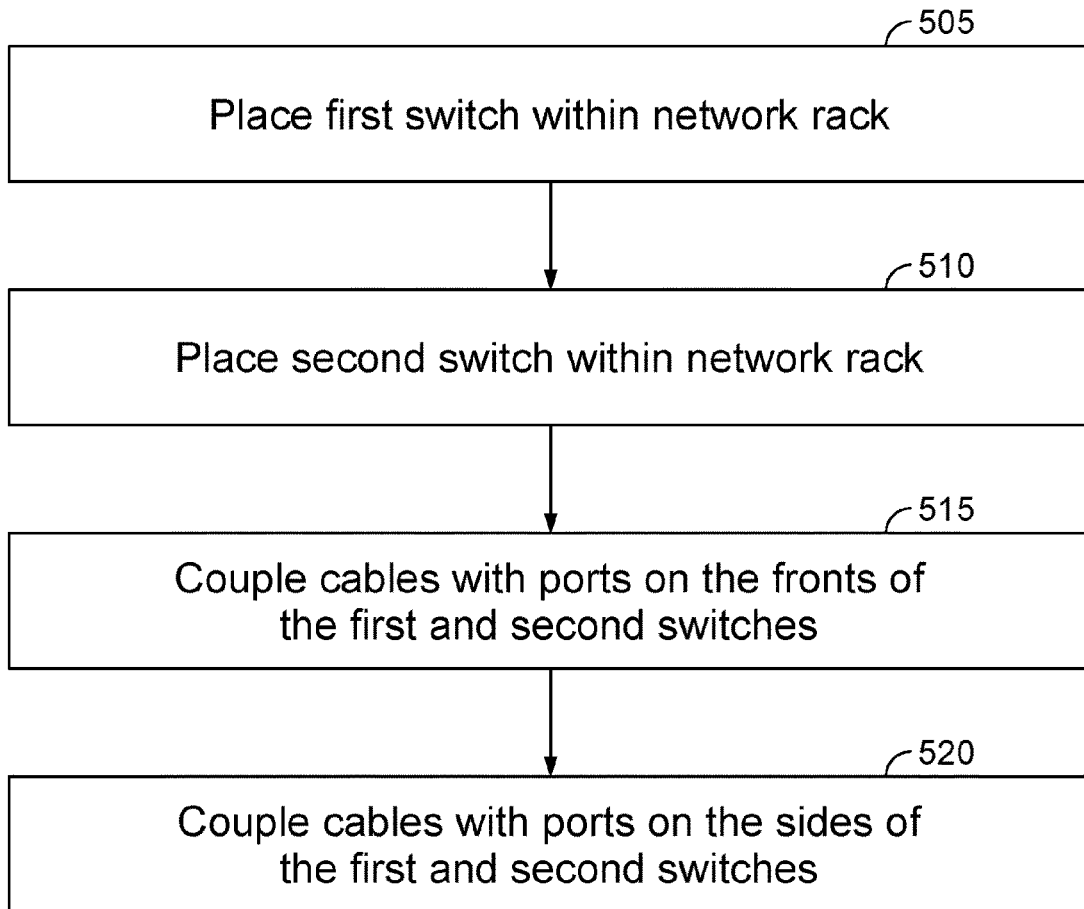 505
Place first switch within network rack
510
Place second switch within network rack
515
Couple cables with ports on the fronts of
the first and second switches
520
Couple cables with ports on the sides of
the first and second switches